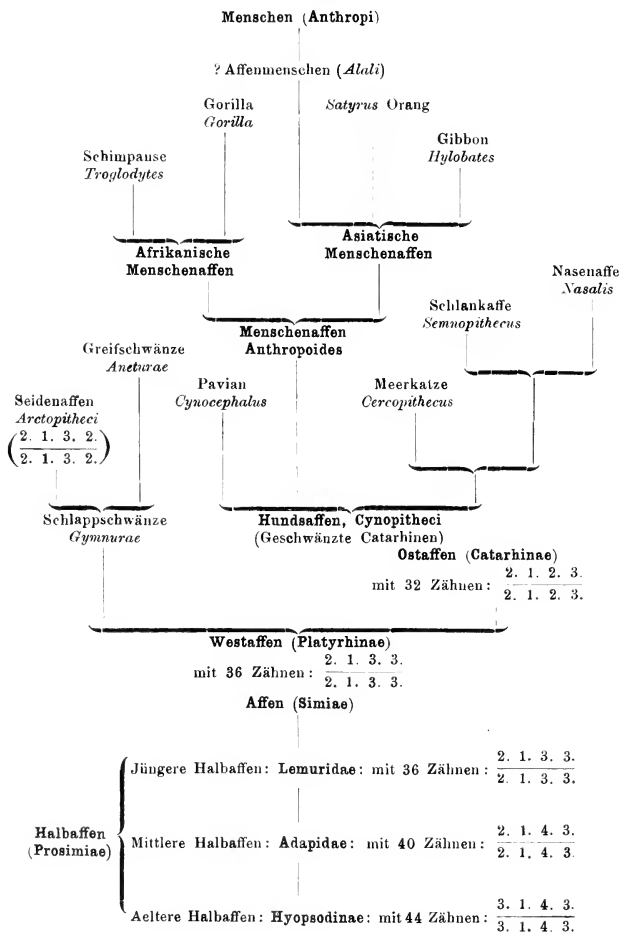 Menschen (Anthropi)
? Affenmenschen (Alali)
Gorilla
Gorilla
Satyrus Orang
Gibbon
Hylobates
Schimpanse
Troglodytes
Afrikanische
Menschenaffen
Asiatische
Menschenaffen
Nasenaffe
Nasalis
Schlankaffe
Semnopithecus
Menschenaffen
Anthropoides
Greifschwänze
Aneturae
Pavian
Cynocephalus
Meerkatze
Cercopithecus
Seidenaffen
Arctopitheci
2. 1. 3. 2.
2. 1. 3. 2.
Schlappschwänze
Gymnurae
Hundsaffen, Cynopitheci
(Geschwänzte Catarhinen)
Ostaffen (Catarhinae)
mit 32 Zähnen: 2. 1. 2. 3.
2. 1. 2. 3.
Westaffen (Platyrhinae)
mit 36 Zähnen: 2. 1. 3. 3.
2. 1. 3. 3.
Affen (Simiae)
Halbaffen
(Prosimiae)
Jüngere Halbaffen: Lemuridae: mit 36 Zähnen: 2. 1. 3. 3.
2. 1. 3. 3.
Mittlere Halbaffen: Adapidae: mit 40 Zähnen: 2. 1. 4. 3.
2. 1. 4. 3
Aeltere Halbaffen: Hyopsodinae: mit 44 Zähnen: 3. 1. 4. 3.
3. 1. 4. 3.